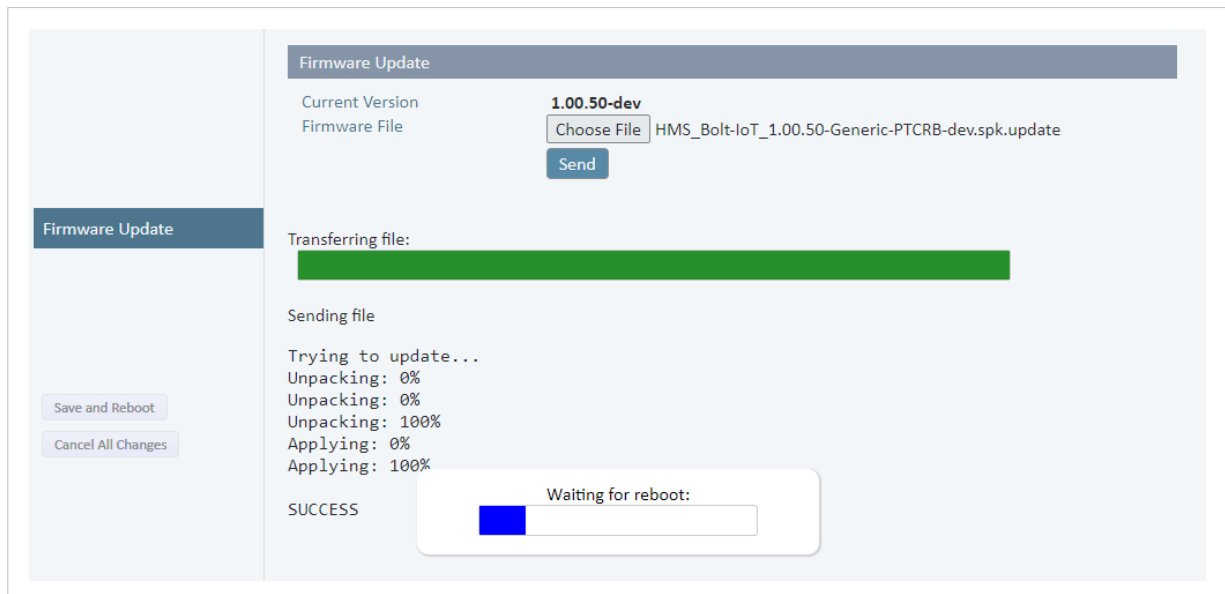 Firmware Update
Current Version 1.00.50-dev
Firmware File Choose File HMS_Bolt-IoT_1.00.50-Generic-PTCRB-dev.spk.update
Send
Firmware Update
Transferring file:
Sending file
Trying to update...
Unpacking: 0%
Unpacking: 0%
Unpacking: 100%
Applying: 0%
Applying: 100%
SUCCESS
Save and Reboot
Cancel All Changes
Waiting for reboot: